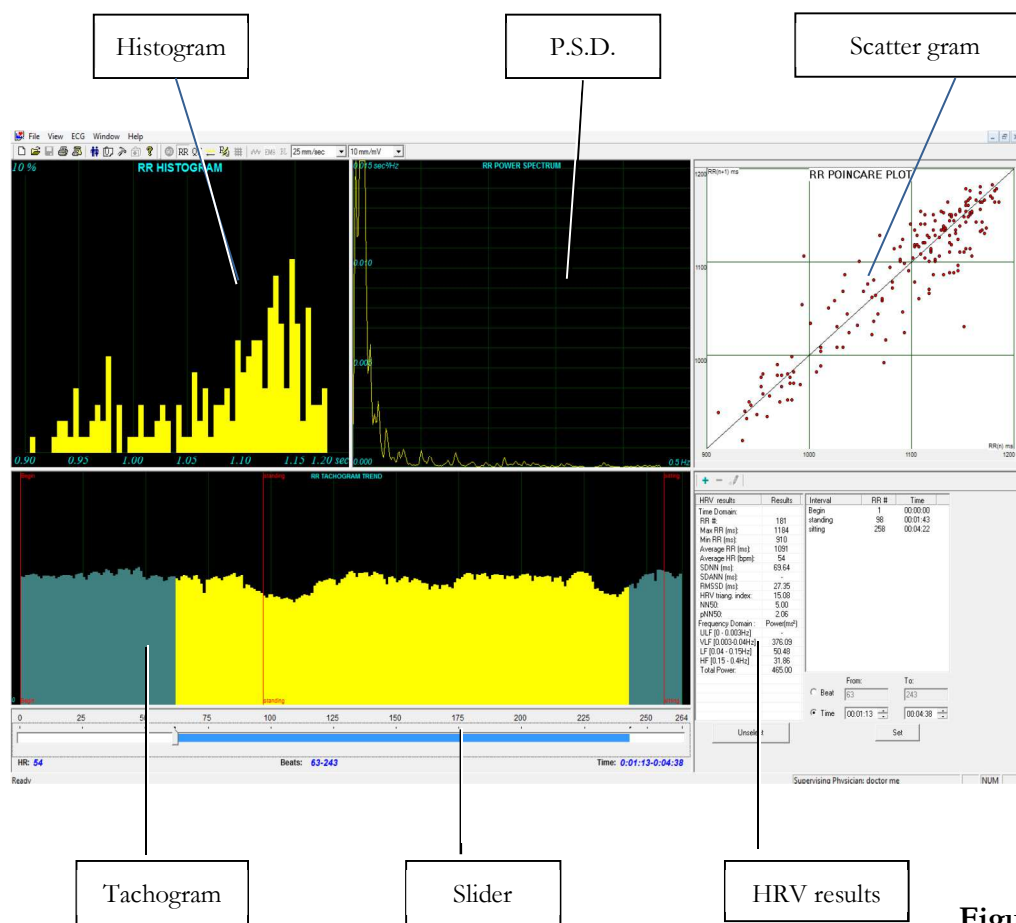 Histogram
P.S.D.
Scatter gram
File View ECG Window Help
RR
25 mm/sec
10 mm/mV
10 %
RR HISTOGRAM
0.90 0.95 1.00 1.05 1.10 1.15 1.20 sec
0.015 sec²/Hz
RR POWER SPECTRUM
0.010
0.005
0.000
0.5 Hz
1200
RR(n+1) ms
RR POINCARE PLOT
1100
1000
900 1000 1100 1200
RR(n) ms
Begin
standing
RR TACHOGRAM TREND
sitting
0
Begin
standing
sitting
0 25 50 75 100 125 150 175 200 225 250 264
HR: 54
Beats: 63-243
Time: 0:01:13-0:04:38
HRV results Results
Time Domain:
RR #: 181
Max RR (ms): 1184
Min RR (ms): 910
Average RR (ms): 1091
Average HR (bpm): 54
SDNN (ms): 69.64
SDANN (ms): -
RMSSD (ms): 27.35
HRV triang. index: 15.08
NN50: 5.00
pNN50: 2.06
Frequency Domain : Power(ms²)
ULF [0 - 0.003Hz] -
VLF [0.003-0.04Hz] 376.09
LF [0.04 - 0.15Hz] 50.48
HF [0.15 - 0.4Hz] 31.86
Total Power: 465.00
Interval RR # Time
Begin 1 00:00:00
standing 98 00:01:43
sitting 258 00:04:22
From: To:
Beat 63 243
Time 00:01:13 00:04:38
Unselect
Set
Ready
Supervising Physician: doctor me
NUM
Tachogram
Slider
HRV results
Figu